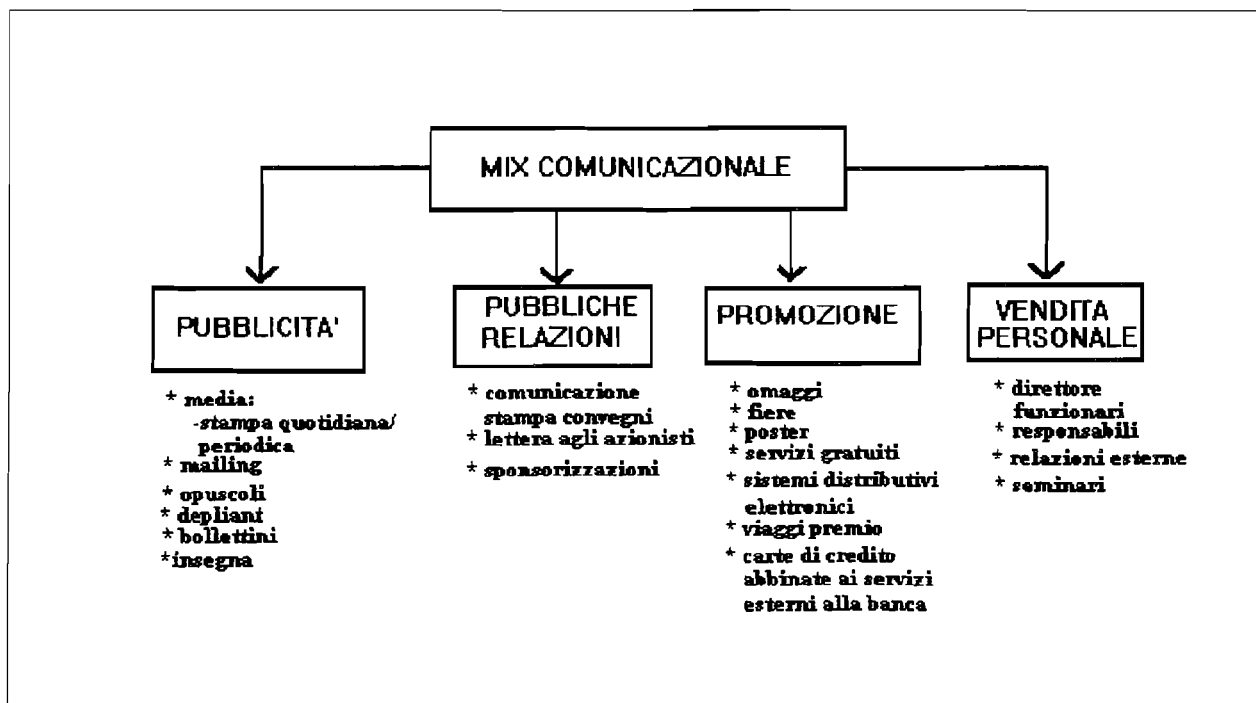 MIX COMUNICAZIONALE
PUBBLICITA'
* media:
-stampa quotidiana/
periodica
* mailing
* opuscoli
* depliant
* bollettini
*insegna
PUBBLICHE
RELAZIONI
* comunicazione
stampa convegni
* lettera agli azionisti
* sponsorizzazioni
PROMOZIONE
* omaggi
* fiere
* poster
* servizi gratuiti
* sistemi distributivi
elettronici
* viaggi premio
* carte di credito
abbinate ai servizi
esterni alla banca
VENDITA
PERSONALE
* direttore
funzionari
* responsabili
* relazioni esterne
* seminari